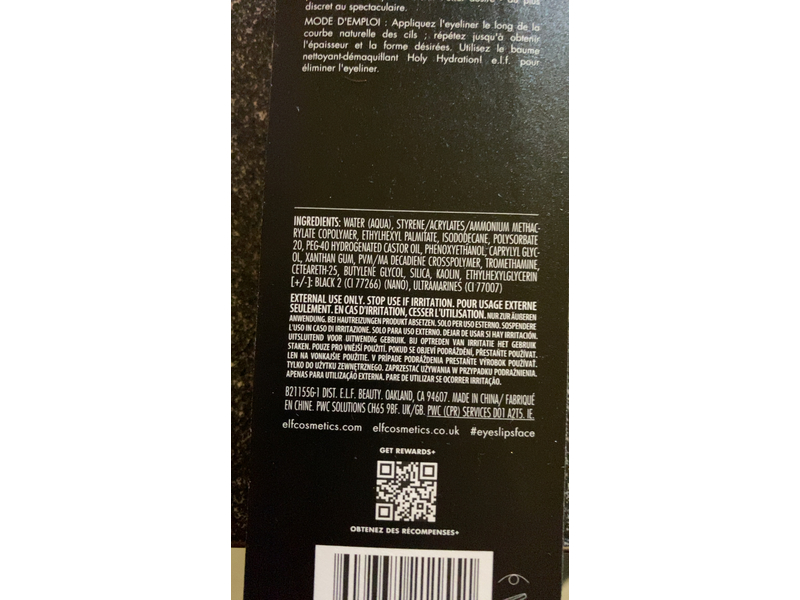 discret au spectaculaire.
MODE D'EMPLOI : Appliquez l'eyeliner le long de la
courbe naturelle des cils ; répétez jusqu'à obtenir
l'épaisseur et la forme désirées. Utilisez le baume
nettoyant-démaquillant Holy Hydration! e.l.f. pour
éliminer l'eyeliner.
INGREDIENTS: WATER (AQUA), STYRENE/ACRYLATES/AMMONIUM METHAC-
RYLATE COPOLYMER, ETHYLHEXYL PALMITATE, ISODODECANE, POLYSORBATE
20, PEG-40 HYDROGENATED CASTOR OIL, PHENOXYETHANOL, CAPRYLYL GLYC-
OL, XANTHAN GUM, PVM/MA DECADIENE CROSSPOLYMER, TROMETHAMINE,
CETEARETH-25, BUTYLENE GLYCOL, SILICA, KAOLIN, ETHYLHEXYLGLYCERIN
[+/-]: BLACK 2 (CI 77266) (NANO), ULTRAMARINES (CI 77007)
EXTERNAL USE ONLY. STOP USE IF IRRITATION. POUR USAGE EXTERNE
SEULEMENT. EN CAS D'IRRITATION, CESSER L'UTILISATION. NUR ZUR ÄUßEREN
ANWENDUNG. BEI HAUTREIZUNGEN PRODUKT ABSETZEN. SOLO PER USO ESTERNO. SOSPENDERE
L'USO IN CASO DI IRRITAZIONE. SOLO PARA USO EXTERNO. DEJAR DE USAR SI HAY IRRITACIÓN.
UITSLUITEND VOOR UITWENDIG GEBRUIK. BIJ OPTREDEN VAN IRRITATIE HET GEBRUIK
STAKEN. POUZE PRO VNĚJŠÍ POUŽITÍ. POKUD SE OBJEVÍ PODRÁŽDĚNÍ, PŘESTAŇTE POUŽÍVAT.
LEN NA VONKAJŠIE POUŽITIE. V PRÍPADE PODRÁŽDENIA PRESTAŇTE VÝROBOK POUŽÍVAŤ.
TYLKO DO UŻYTKU ZEWNĘTRZNEGO. ZAPRZESTAĆ UŻYWANIA W PRZYPADKU PODRAŻNIENIA.
APENAS PARA UTILIZAÇÃO EXTERNA. PARE DE UTILIZAR SE OCORRER IRRITAÇÃO.
B21155G-1 DIST. E.L.F. BEAUTY. OAKLAND, CA 94607. MADE IN CHINA/ FABRIQUÉ
EN CHINE. PWC SOLUTIONS CH65 9BF. UK/GB. PWC (CPR) SERVICES D01 A2T5. IE.
elfcosmetics.com elfcosmetics.co.uk #eyeslipsface
GET REWARDS+
OBTENEZ DES RÉCOMPENSES+